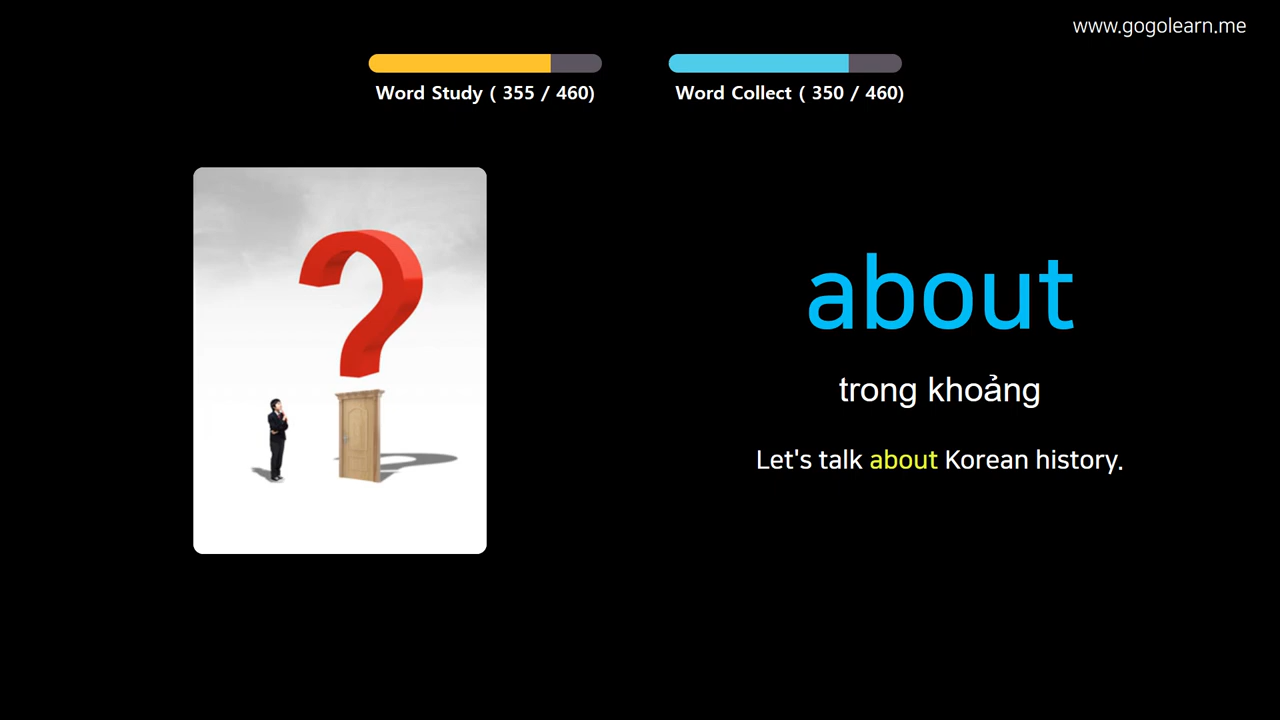 www.gogolearn.me
Word Study ( 355 / 460)
Word Collect ( 350 / 460)
about
trong khoảng
Let's talk about Korean history.